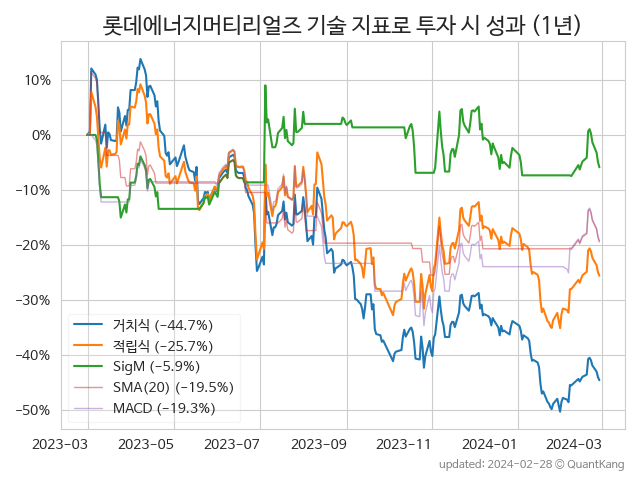 롯데에너지머티리얼즈 기술 지표로 투자 시 성과 (1년)
10%
0%
−10%
−20%
−30%
−40%
−50%
거치식 (−44.7%)
적립식 (−25.7%)
SigM (−5.9%)
SMA(20) (−19.5%)
MACD (−19.3%)
2023−03 2023−05 2023−07 2023−09 2023−11 2024−01 2024−03
updated: 2024−02−28 © QuantKang